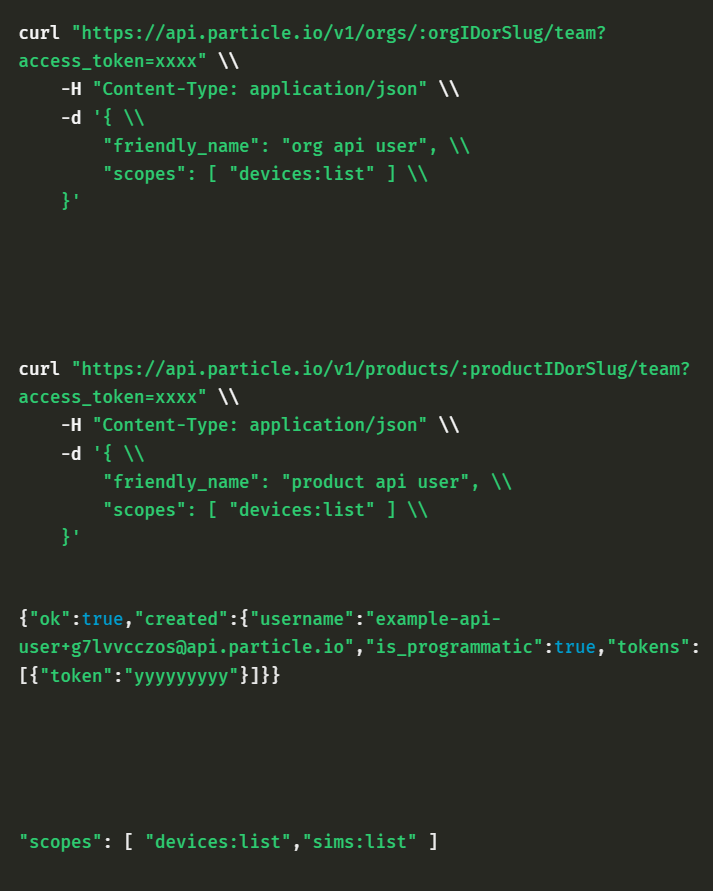 curl "https://api.particle.io/v1/orgs/:orgIDorSlug/team?
access_token=xxxx" \\
-H "Content-Type: application/json" \\
-d '{ \\
"friendly_name": "org api user", \\
"scopes": [ "devices:list" ] \\
}'
curl "https://api.particle.io/v1/products/:productIDorSlug/team?
access_token=xxxx" \\
-H "Content-Type: application/json" \\
-d '{ \\
"friendly_name": "product api user", \\
"scopes": [ "devices:list" ] \\
}'
{"ok":true,"created":{"username":"example-api-
user+g7lvvcczos@api.particle.io","is_programmatic":true,"tokens":
[{"token":"yyyyyyyyy"}]}}
"scopes": [ "devices:list","sims:list" ]